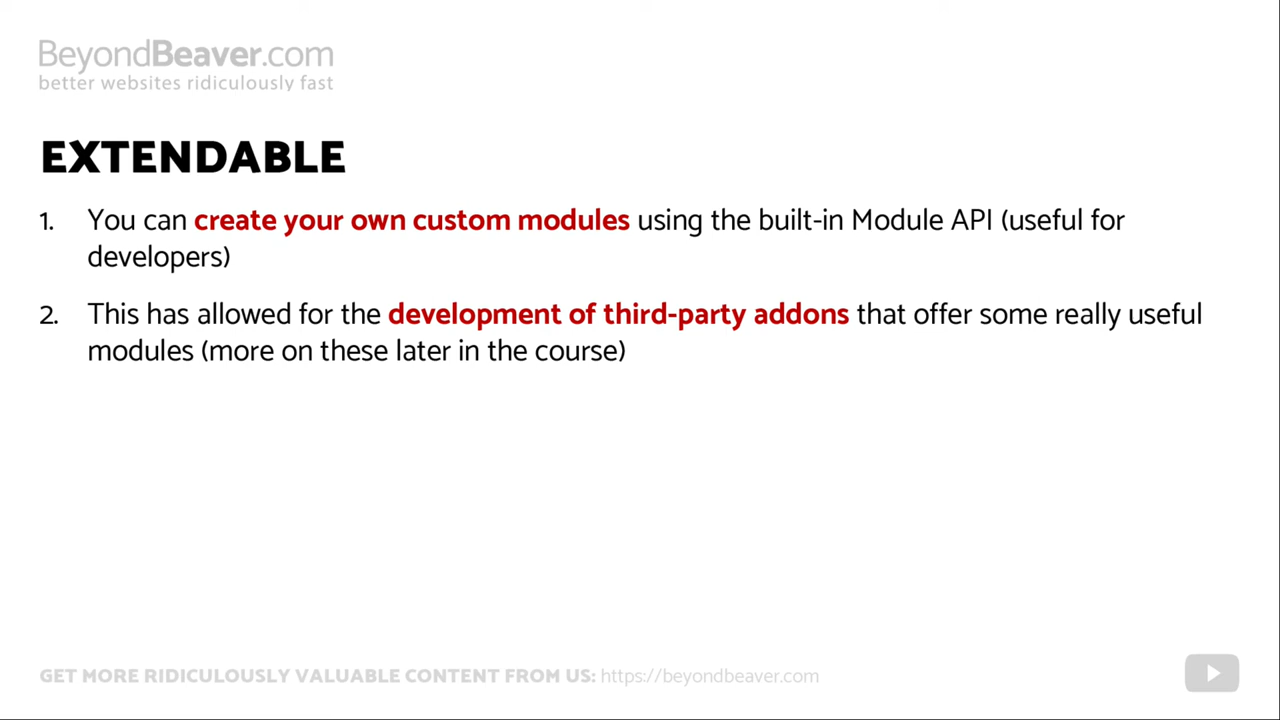 BeyondBeaver.com
better websites ridiculously fast
EXTENDABLE
1. You can create your own custom modules using the built-in Module API (useful for
developers)
2. This has allowed for the development of third-party addons that offer some really useful
modules (more on these later in the course)
GET MORE RIDICULOUSLY VALUABLE CONTENT FROM US: https://beyondbeaver.com